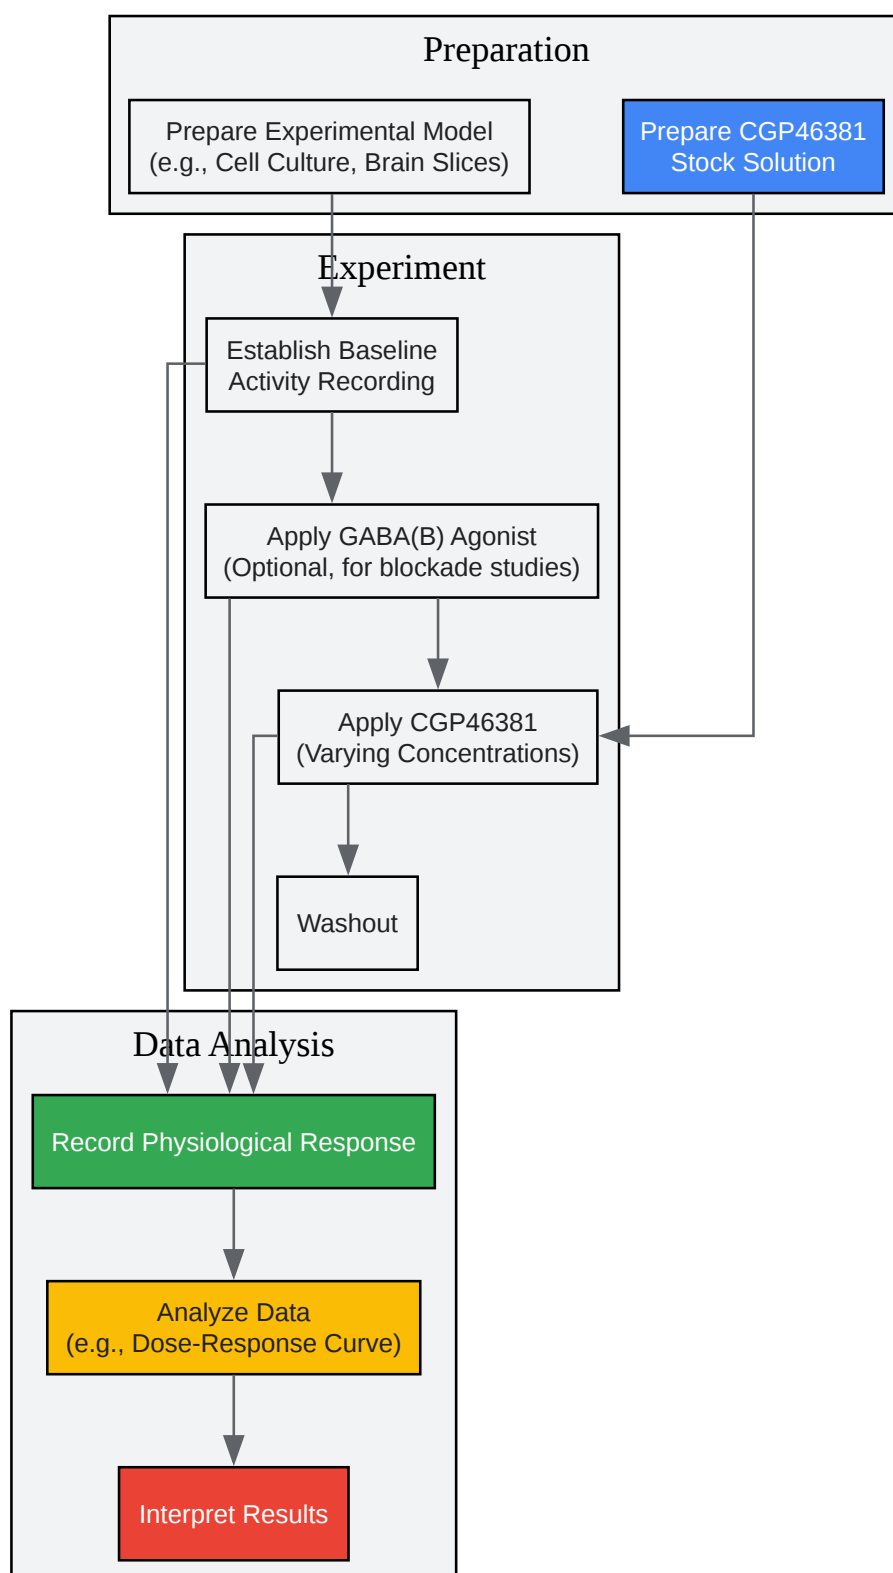 Preparation
Prepare Experimental Model
(e.g., Cell Culture, Brain Slices)
Prepare CGP46381
Stock Solution
Experiment
Establish Baseline
Activity Recording
Apply GABA(B) Agonist
(Optional, for blockade studies)
Apply CGP46381
(Varying Concentrations)
Washout
Data Analysis
Record Physiological Response
Analyze Data
(e.g., Dose-Response Curve)
Interpret Results